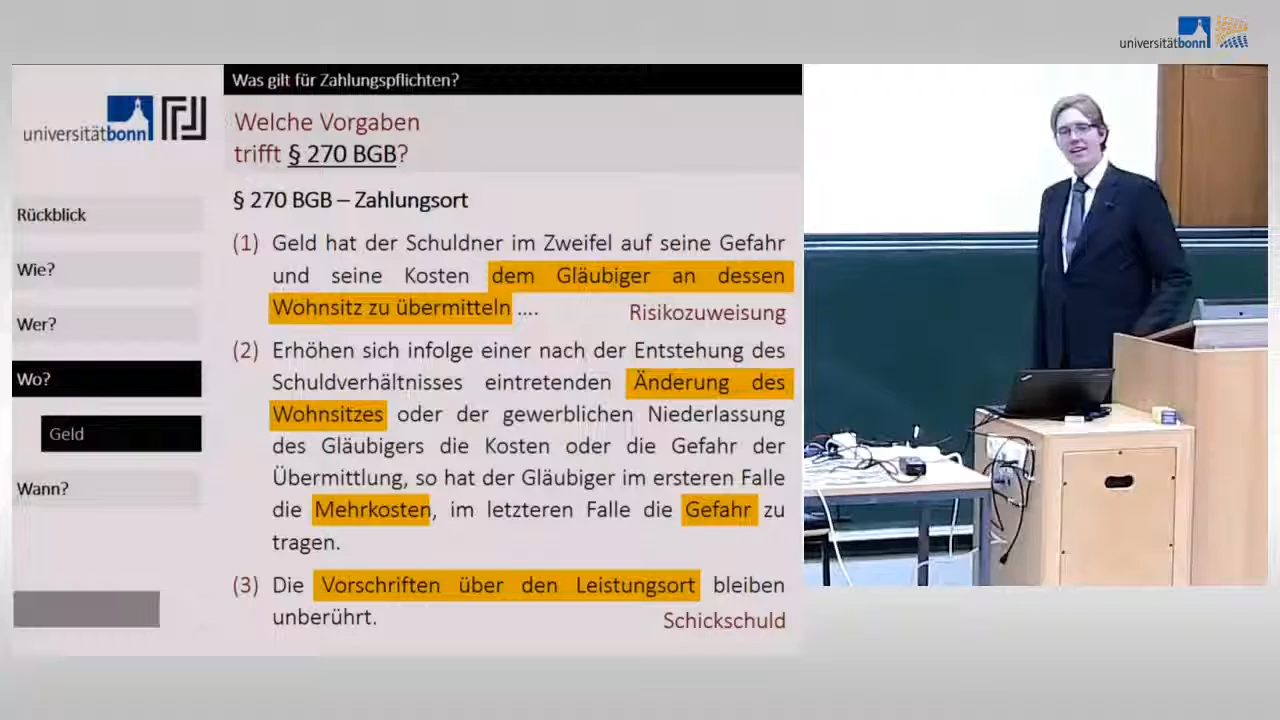 universitätbonn
Was gilt für Zahlungspflichten?
universitätbonn
Welche Vorgaben
trifft § 270 BGB?
§ 270 BGB – Zahlungsort
Rückblick
Wie?
Wer?
Wo?
Geld
Wann?
(1) Geld hat der Schuldner im Zweifel auf seine Gefahr
und seine Kosten dem Gläubiger an dessen
Wohnsitz zu übermitteln ....
Risikozuweisung
(2) Erhöhen sich infolge einer nach der Entstehung des
Schuldverhältnisses eintretenden Änderung des
Wohnsitzes oder der gewerblichen Niederlassung
des Gläubigers die Kosten oder die Gefahr der
Übermittlung, so hat der Gläubiger im ersteren Falle
die Mehrkosten, im letzteren Falle die Gefahr zu
tragen.
(3) Die Vorschriften über den Leistungsort bleiben
unberührt.
Schickschuld